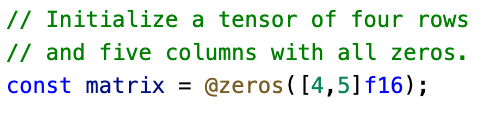 // Initialize a tensor of four rows
// and five columns with all zeros.
const matrix = @zeros([4,5]f16);